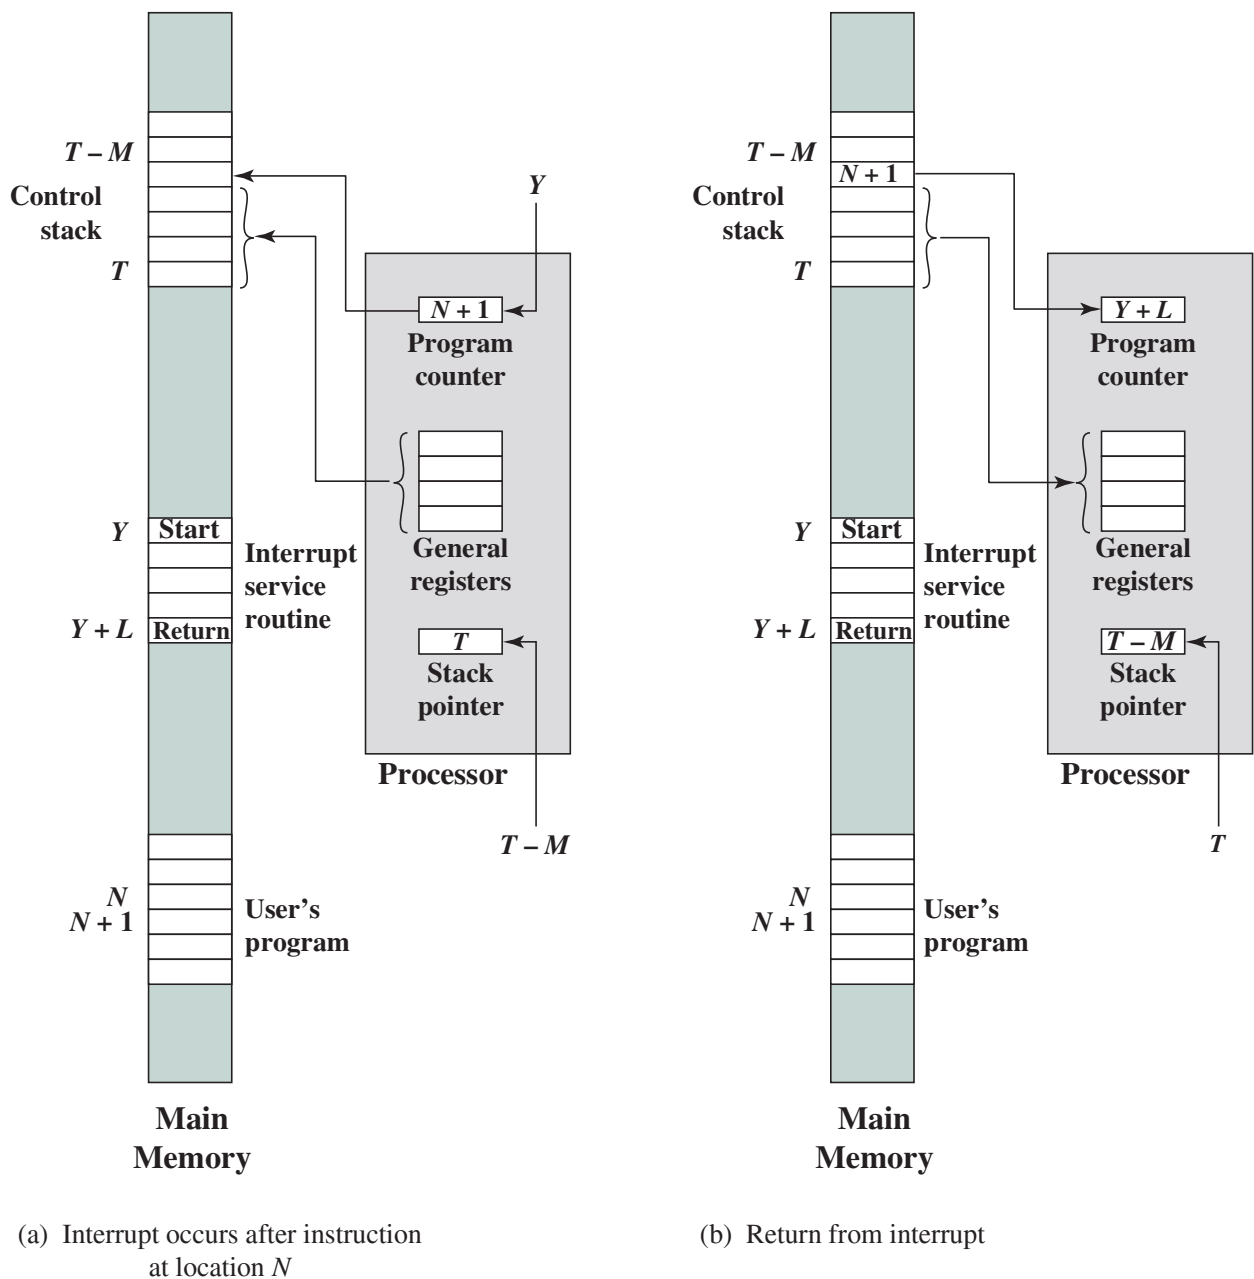 T – M
Control
stack
T
Y
N + 1
Program
counter
General
registers
T
Stack
pointer
Processor
T – M
Y
Start
Interrupt
service
routine
Y + L
Return
N
N + 1
User's
program
Main
Memory
(a) Interrupt occurs after instruction
at location N
T – M
N + 1
Control
stack
T
Y + L
Program
counter
General
registers
T – M
Stack
pointer
Processor
T
Y
Start
Interrupt
service
routine
Y + L
Return
N
N + 1
User's
program
Main
Memory
(b) Return from interrupt